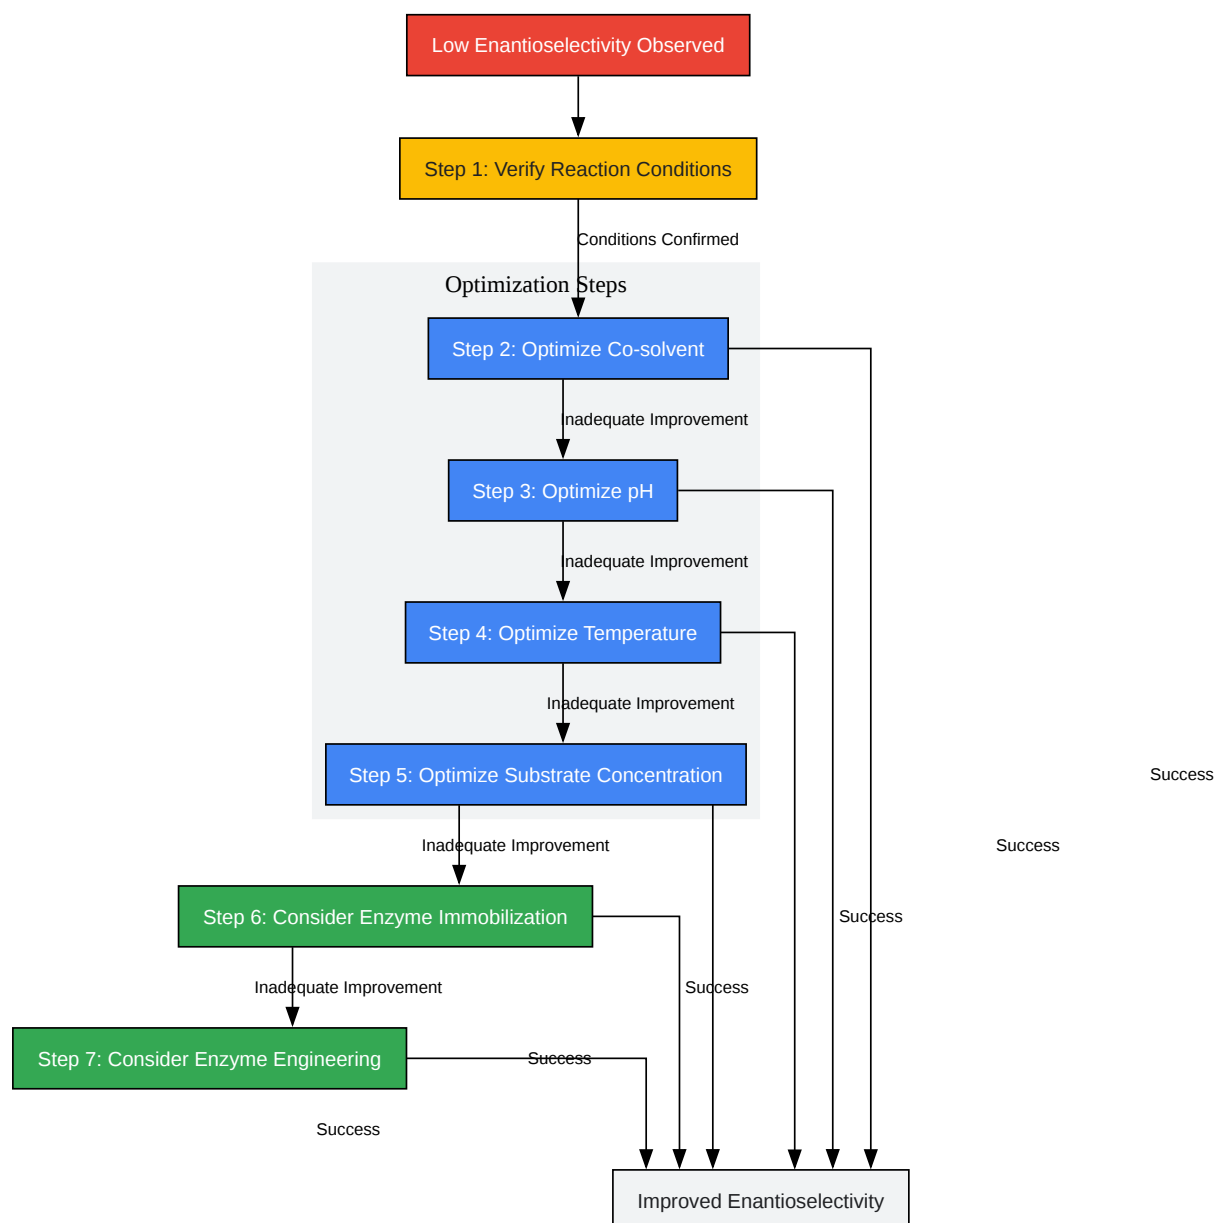 Low Enantioselectivity Observed
Step 1: Verify Reaction Conditions
Conditions Confirmed
Optimization Steps
Step 2: Optimize Co-solvent
Inadequate Improvement
Step 3: Optimize pH
Inadequate Improvement
Step 4: Optimize Temperature
Inadequate Improvement
Step 5: Optimize Substrate Concentration
Success
Inadequate Improvement
Success
Step 6: Consider Enzyme Immobilization
Success
Inadequate Improvement
Success
Step 7: Consider Enzyme Engineering
Success
Success
Improved Enantioselectivity